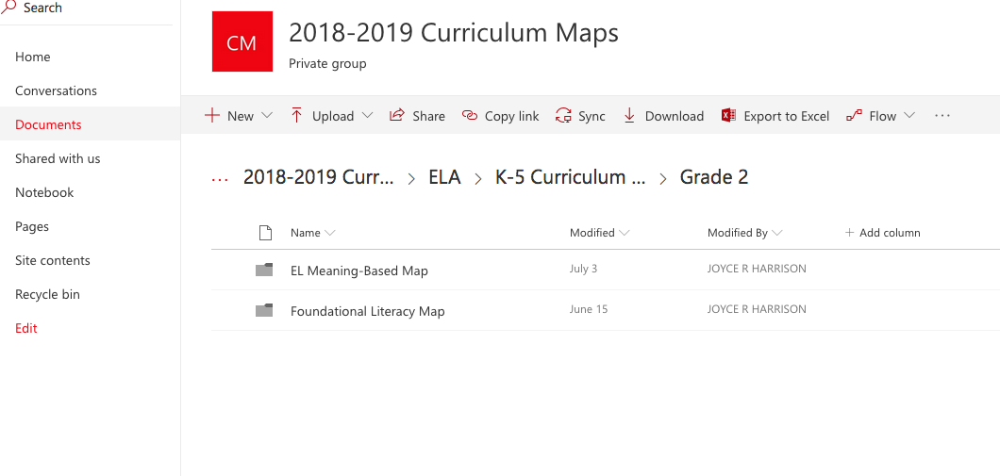 Search
Home
Conversations
Documents
Shared with us
Notebook
Pages
Site contents
Recycle bin
Edit
CM
2018-2019 Curriculum Maps
Private group
New Upload Share Copy link Sync Download Export to Excel Flow ...
... 2018-2019 Curr... > ELA > K-5 Curriculum ... > Grade 2
Name Modified Modified By + Add column
EL Meaning-Based Map July 3 JOYCE R HARRISON
Foundational Literacy Map June 15 JOYCE R HARRISON